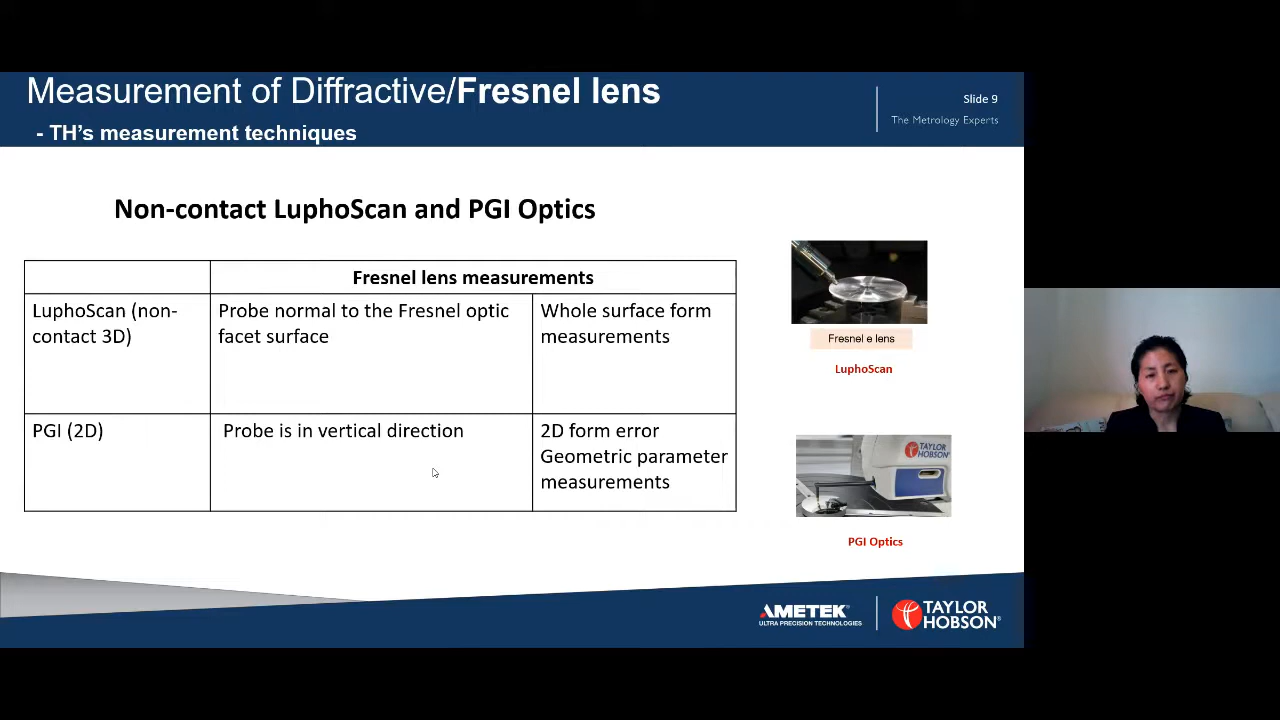 Measurement of Diffractive/Fresnel lens
- TH's measurement techniques
Slide 9
The Metrology Experts
Non-contact LuphoScan and PGI Optics
Fresnel lens measurements
LuphoScan (non-
contact 3D)
Probe normal to the Fresnel optic
facet surface
Whole surface form
measurements
PGI (2D)
Probe is in vertical direction
2D form error
Geometric parameter
measurements
Fresnel e lens
LuphoScan
TAYLOR
HOBSON
PGI Optics
AMETEK®
ULTRA PRECISION TECHNOLOGIES
TAYLOR
HOBSON®